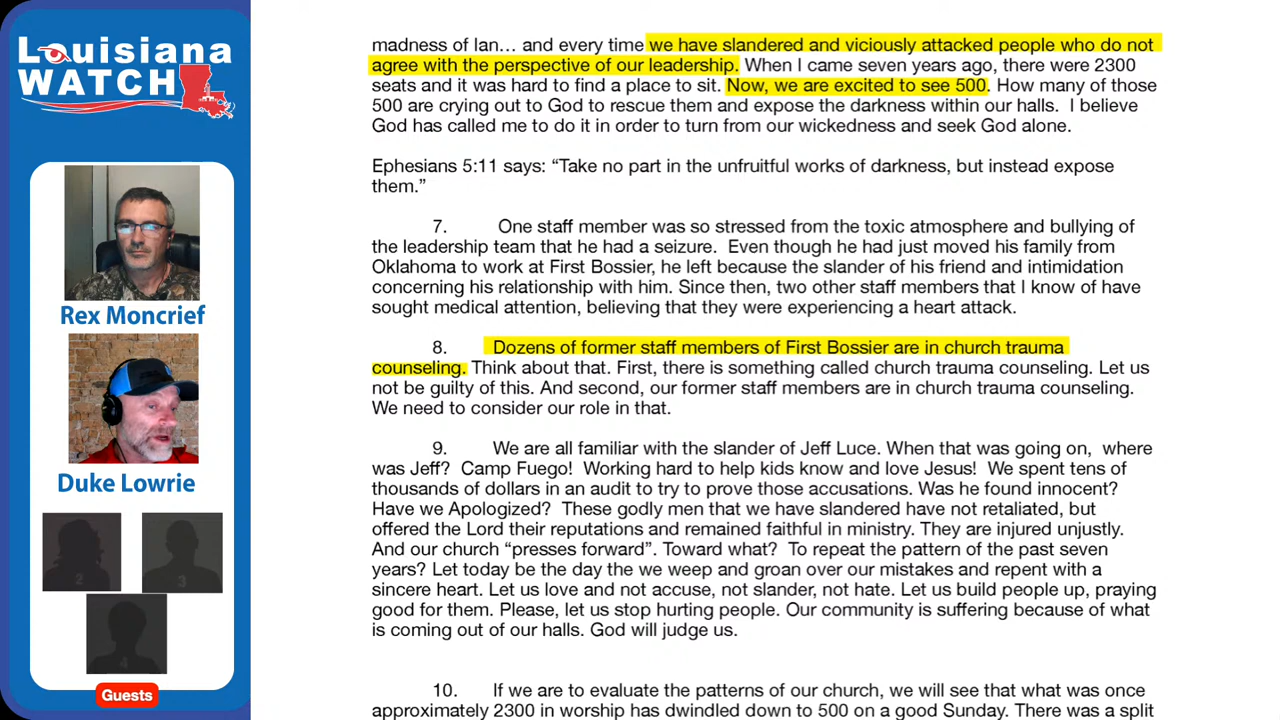 Louisiana
WATCH
Rex Moncrief
Duke Lowrie
2
3
4
Guests
madness of Ian… and every time we have slandered and viciously attacked people who do not
agree with the perspective of our leadership. When I came seven years ago, there were 2300
seats and it was hard to find a place to sit. Now, we are excited to see 500. How many of those
500 are crying out to God to rescue them and expose the darkness within our halls. I believe
God has called me to do it in order to turn from our wickedness and seek God alone.
Ephesians 5:11 says: “Take no part in the unfruitful works of darkness, but instead expose
them.”
7. One staff member was so stressed from the toxic atmosphere and bullying of
the leadership team that he had a seizure. Even though he had just moved his family from
Oklahoma to work at First Bossier, he left because the slander of his friend and intimidation
concerning his relationship with him. Since then, two other staff members that I know of have
sought medical attention, believing that they were experiencing a heart attack.
8. Dozens of former staff members of First Bossier are in church trauma
counseling. Think about that. First, there is something called church trauma counseling. Let us
not be guilty of this. And second, our former staff members are in church trauma counseling.
We need to consider our role in that.
9. We are all familiar with the slander of Jeff Luce. When that was going on, where
was Jeff? Camp Fuego! Working hard to help kids know and love Jesus! We spent tens of
thousands of dollars in an audit to try to prove those accusations. Was he found innocent?
Have we Apologized? These godly men that we have slandered have not retaliated, but
offered the Lord their reputations and remained faithful in ministry. They are injured unjustly.
And our church “presses forward”. Toward what? To repeat the pattern of the past seven
years? Let today be the day the we weep and groan over our mistakes and repent with a
sincere heart. Let us love and not accuse, not slander, not hate. Let us build people up, praying
good for them. Please, let us stop hurting people. Our community is suffering because of what
is coming out of our halls. God will judge us.
10. If we are to evaluate the patterns of our church, we will see that what was once
approximately 2300 in worship has dwindled down to 500 on a good Sunday. There was a split